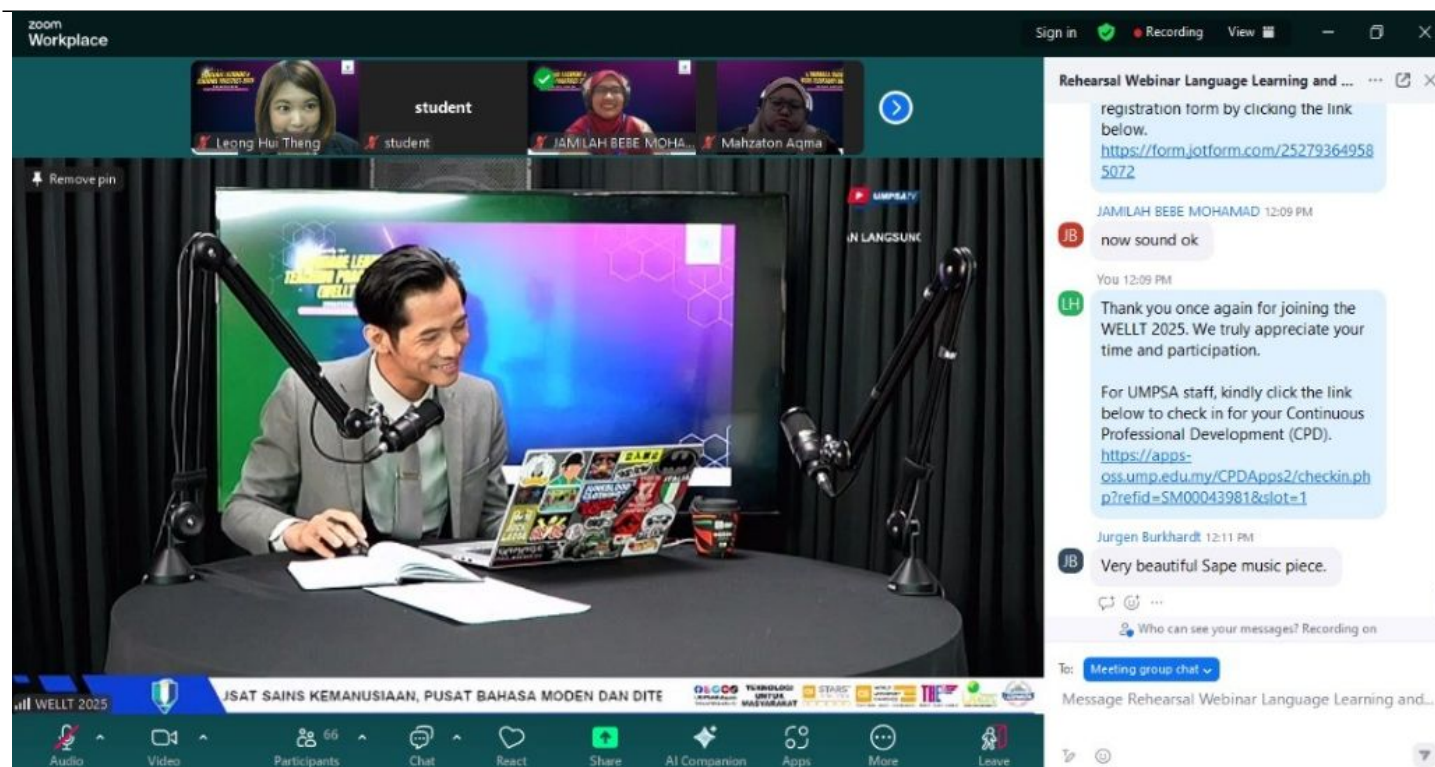 zoom
Workplace
Sign in
Recording
View
Leong Hui Theng
student
student
JAMILAH BEBE MOHA...
Mahzaton Aqma
Remove pin
UMPSATV
AN LANGSUNG
WELLT 2025
USAT SAINS KEMANUSIAAN, PUSAT BAHASA MODEN DAN DITE
TEKNOLOGI
UNTUK
MASYARAKAT
STARS
Audio
Video
66
Participants
Chat
React
Share
AI Companion
Apps
More
Leave
Rehearsal Webinar Language Learning and ...
registration form by clicking the link
below.
https://form.jotform.com/25279364958
5072
JAMILAH BEBE MOHAMAD 12:09 PM
JB
now sound ok
You 12:09 PM
LH
Thank you once again for joining the
WELLT 2025. We truly appreciate your
time and participation.
For UMPSA staff, kindly click the link
below to check in for your Continuous
Professional Development (CPD).
https://apps-
oss.ump.edu.my/CPDApps2/checkin.ph
p?refid=SM00043981&slot=1
Jurgen Burkhardt 12:11 PM
JB
Very beautiful Sape music piece.
Who can see your messages? Recording on
To: Meeting group chat
Message Rehearsal Webinar Language Learning and...